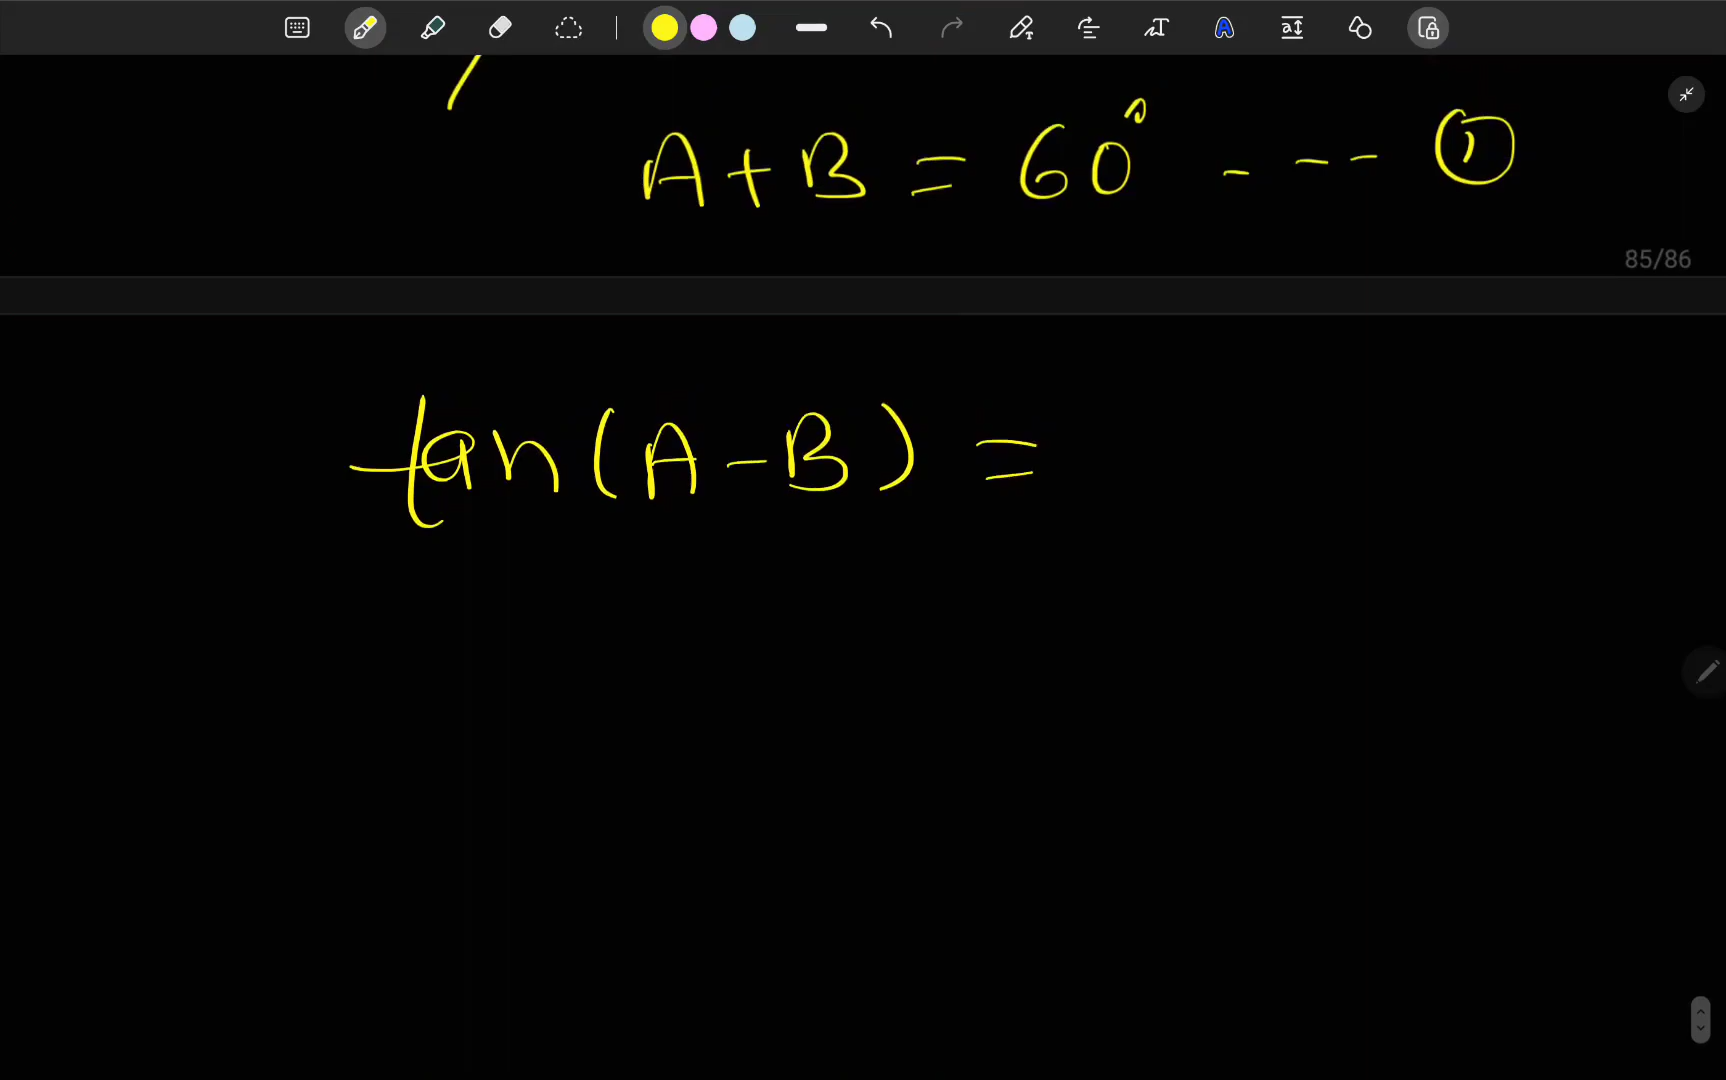 A + B = 60° - - - ①
85/86
tan(A - B) =